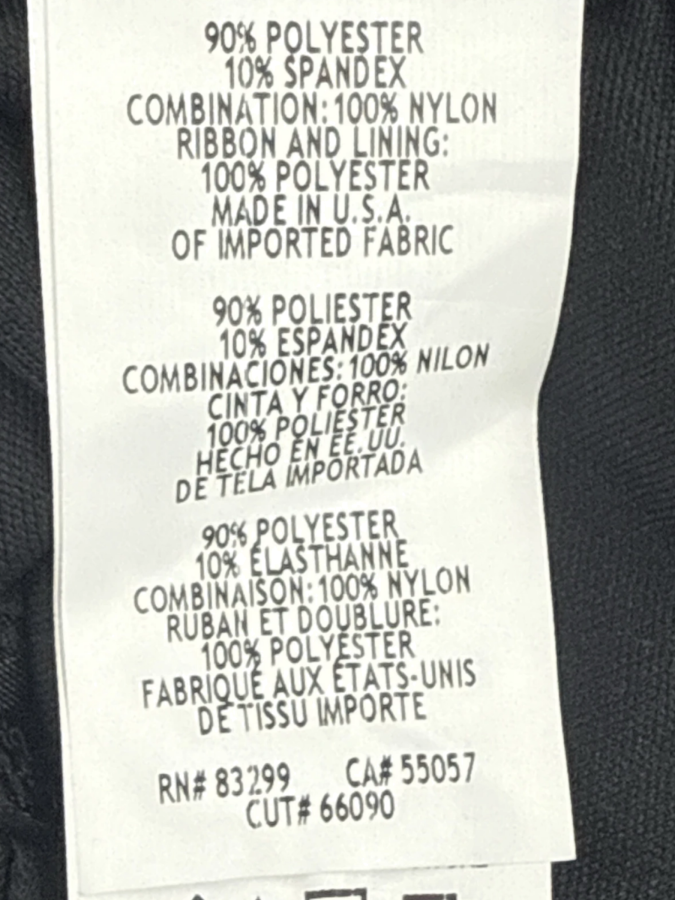 90% POLYESTER
10% SPANDEX
COMBINATION: 100% NYLON
RIBBON AND LINING:
100% POLYESTER
MADE IN U.S.A.
OF IMPORTED FABRIC
90% POLIESTER
10% ESPANDEX
COMBINACIONES: 100% NILON
CINTA Y FORRO:
100% POLIESTER
HECHO EN EE.UU.
DE TELA IMPORTADA
90% POLYESTER
10% ÉLASTHANNE
COMBINAISON: 100% NYLON
RUBAN ET DOUBLURE:
100% POLYESTER
FABRIQUÉ AUX ÉTATS-UNIS
DE TISSU IMPORTE
RN# 83299 CA# 55057
CUT# 66090